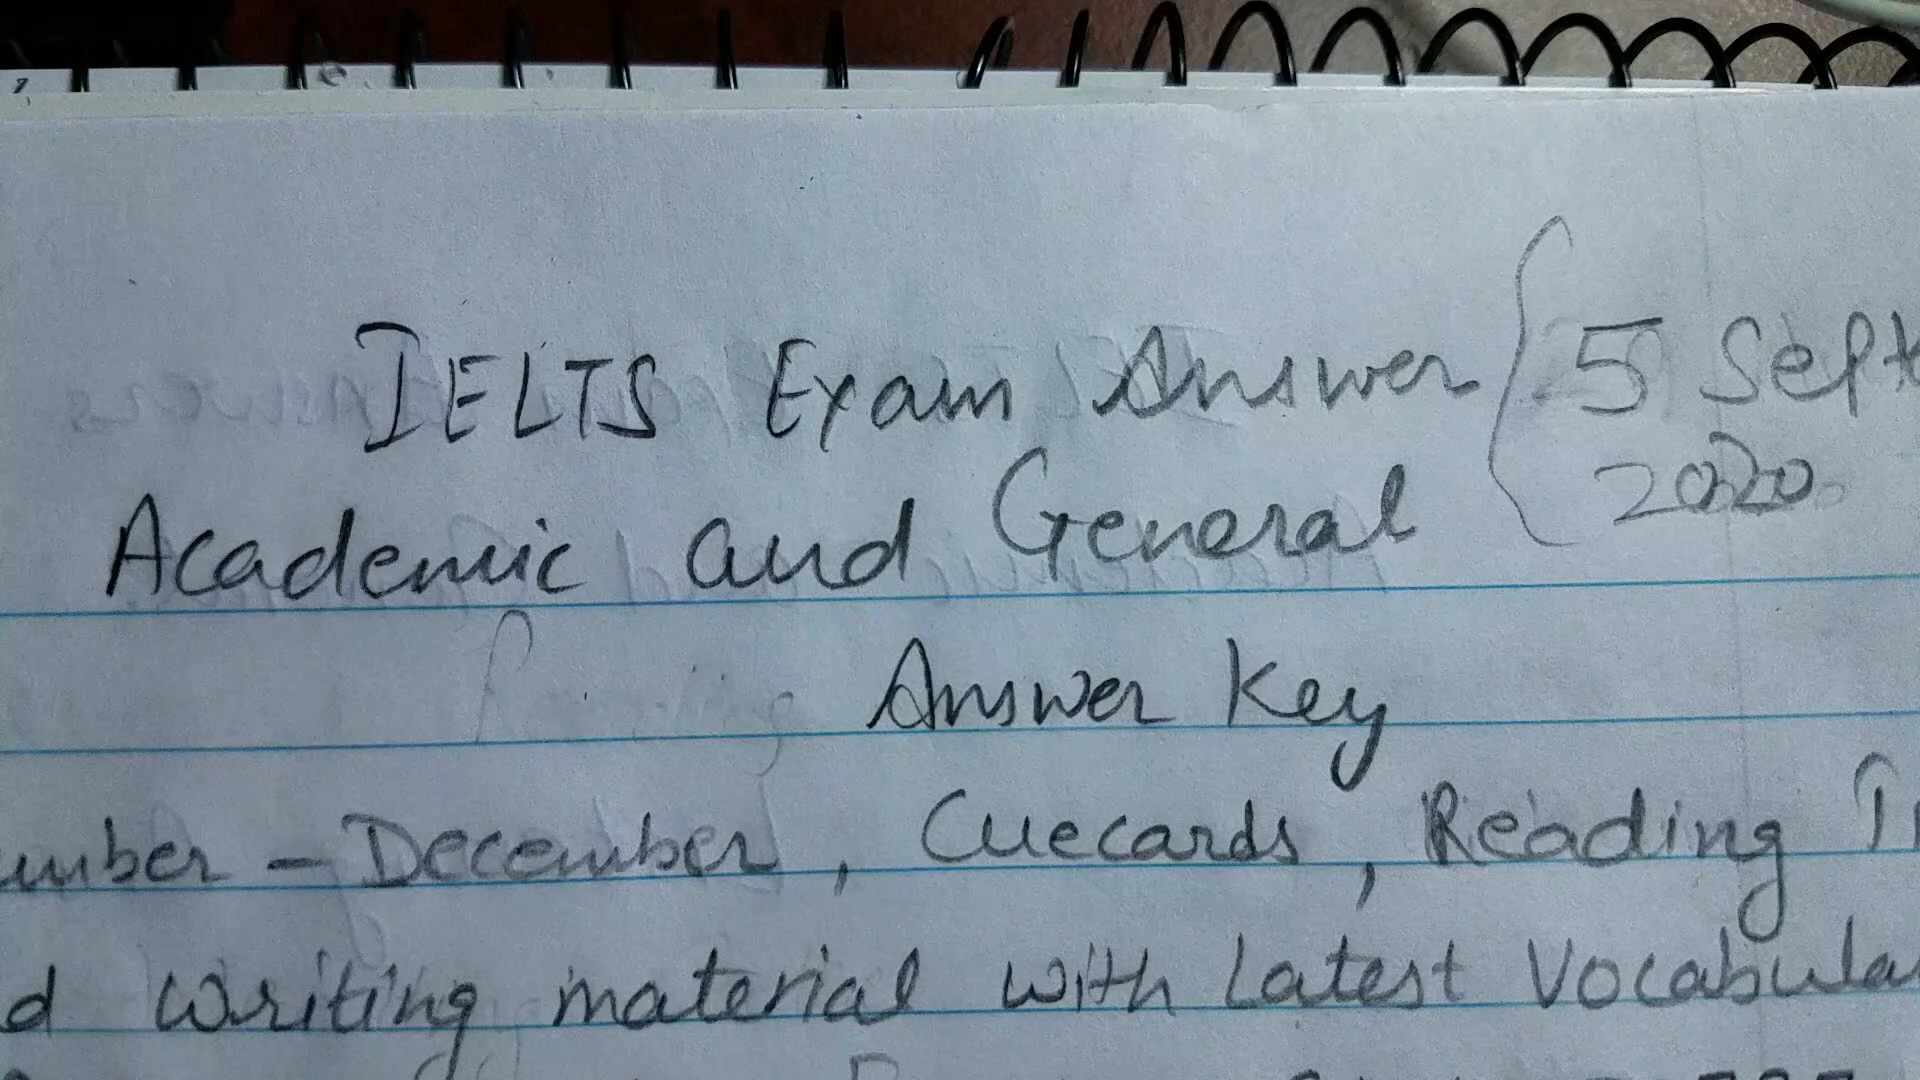 IELTS Exam Answer { 5 Sept
2020
Academic and General
Answer Key
umber - December, Cuecards, Reading T
d writing material with Latest Vocabula